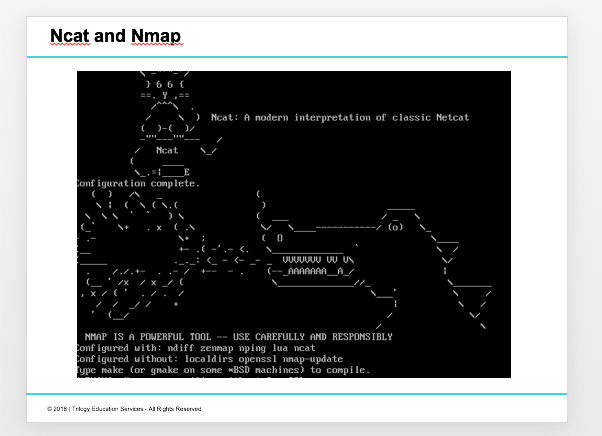 Ncat and Nmap
Ncat: A modern interpretation of classic Netcat
Ncat
Configuration complete.
NMAP IS A POWERFUL TOOL -- USE CAREFULLY AND RESPONSIBLY
Configured with: ndiff zenmap nping lua ncat
Configured without: localdirs openssl nmap-update
Type make (or gmake on some *BSD machines) to compile.
© 2018 | Trilogy Education Services - All Rights Reserved